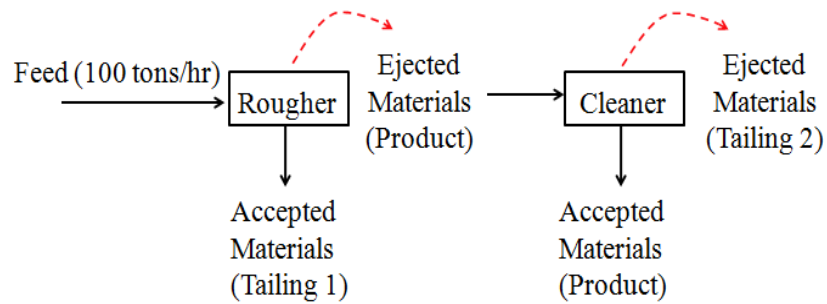 Feed (100 tons/hr)
Rougher
Ejected
Materials
(Product)
Accepted
Materials
(Tailing 1)
Cleaner
Ejected
Materials
(Tailing 2)
Accepted
Materials
(Product)